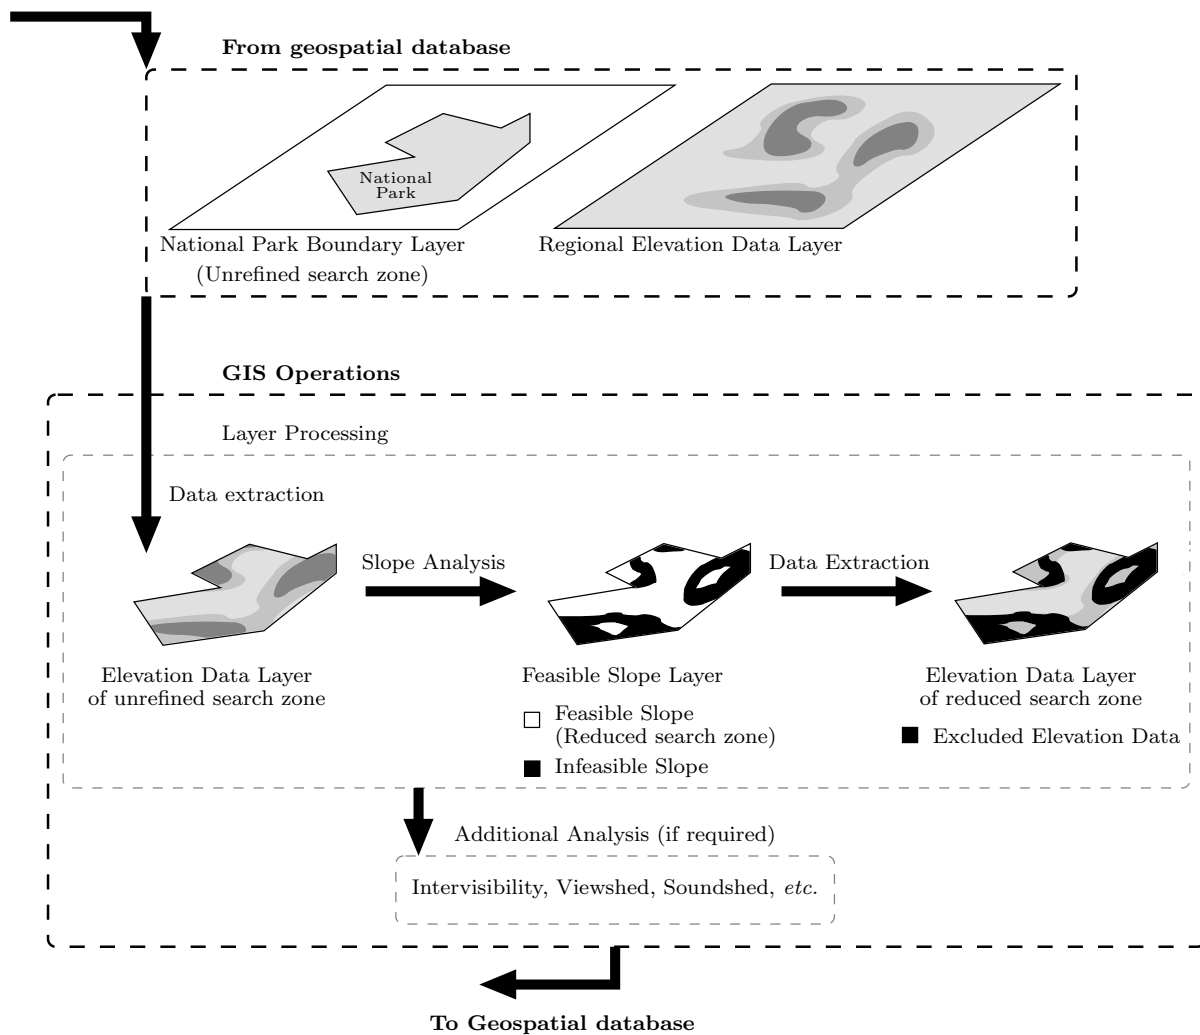 From geospatial database
National
Park
National Park Boundary Layer
(Unrefined search zone)
Regional Elevation Data Layer
GIS Operations
Layer Processing
Data extraction
Slope Analysis
Data Extraction
Elevation Data Layer
of unrefined search zone
Feasible Slope Layer
Feasible Slope
(Reduced search zone)
Infeasible Slope
Elevation Data Layer
of reduced search zone
Excluded Elevation Data
Additional Analysis (if required)
Intervisibility, Viewshed, Soundshed, etc.
To Geospatial database